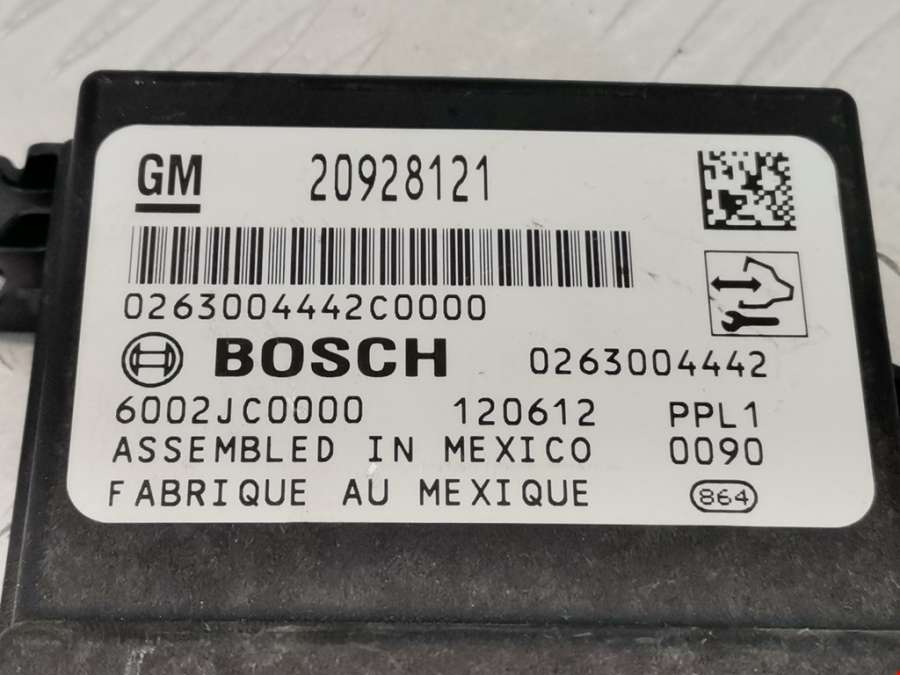 GM 20928121
0263004442C0000
BOSCH 0263004442
6002JC0000 120612 PPL1
ASSEMBLED IN MEXICO 0090
FABRIQUE AU MEXIQUE 864